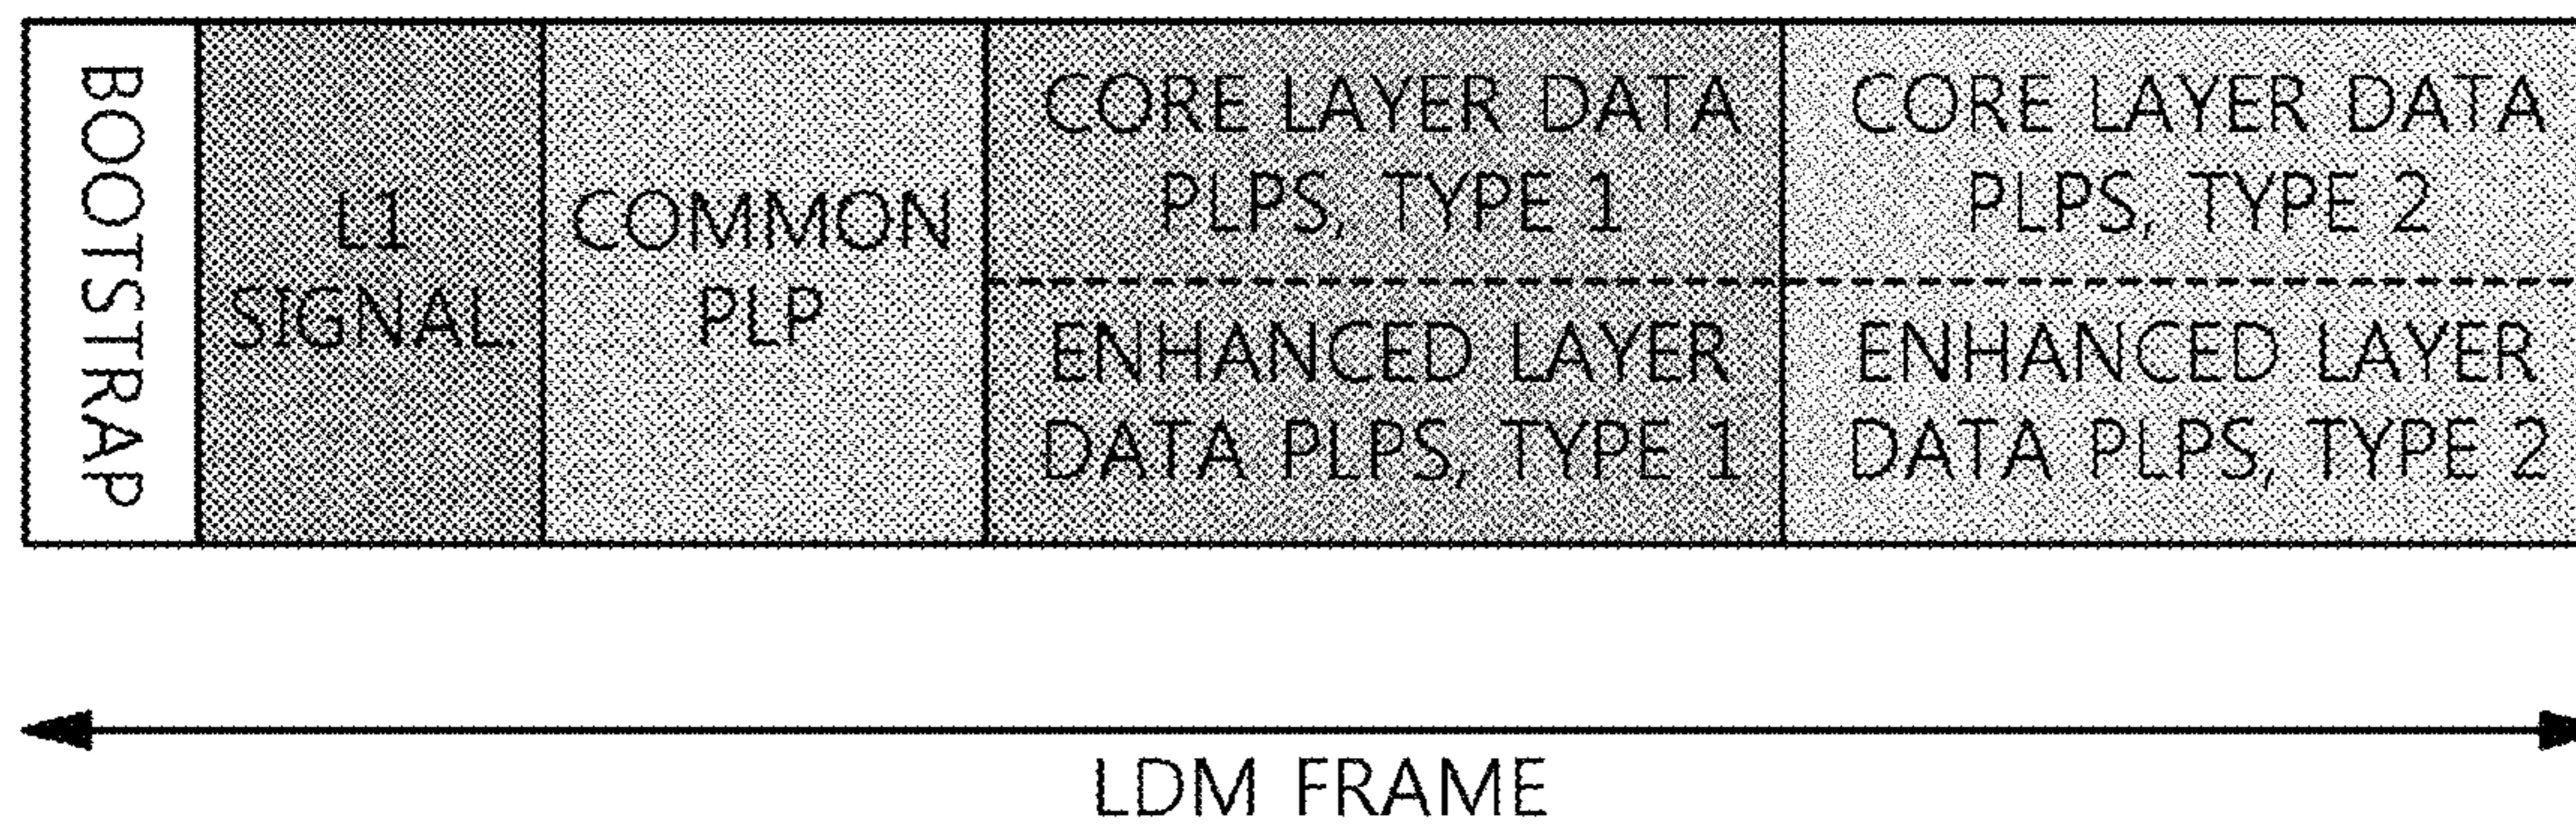 BOOTSTRAP
L1
SIGNAL
COMMON
PLP
CORE LAYER DATA
PLPS, TYPE 1
ENHANCED LAYER
DATA PLPS, TYPE 1
CORE LAYER DATA
PLPS, TYPE 2
ENHANCED LAYER
DATA PLPS, TYPE 2
LDM FRAME